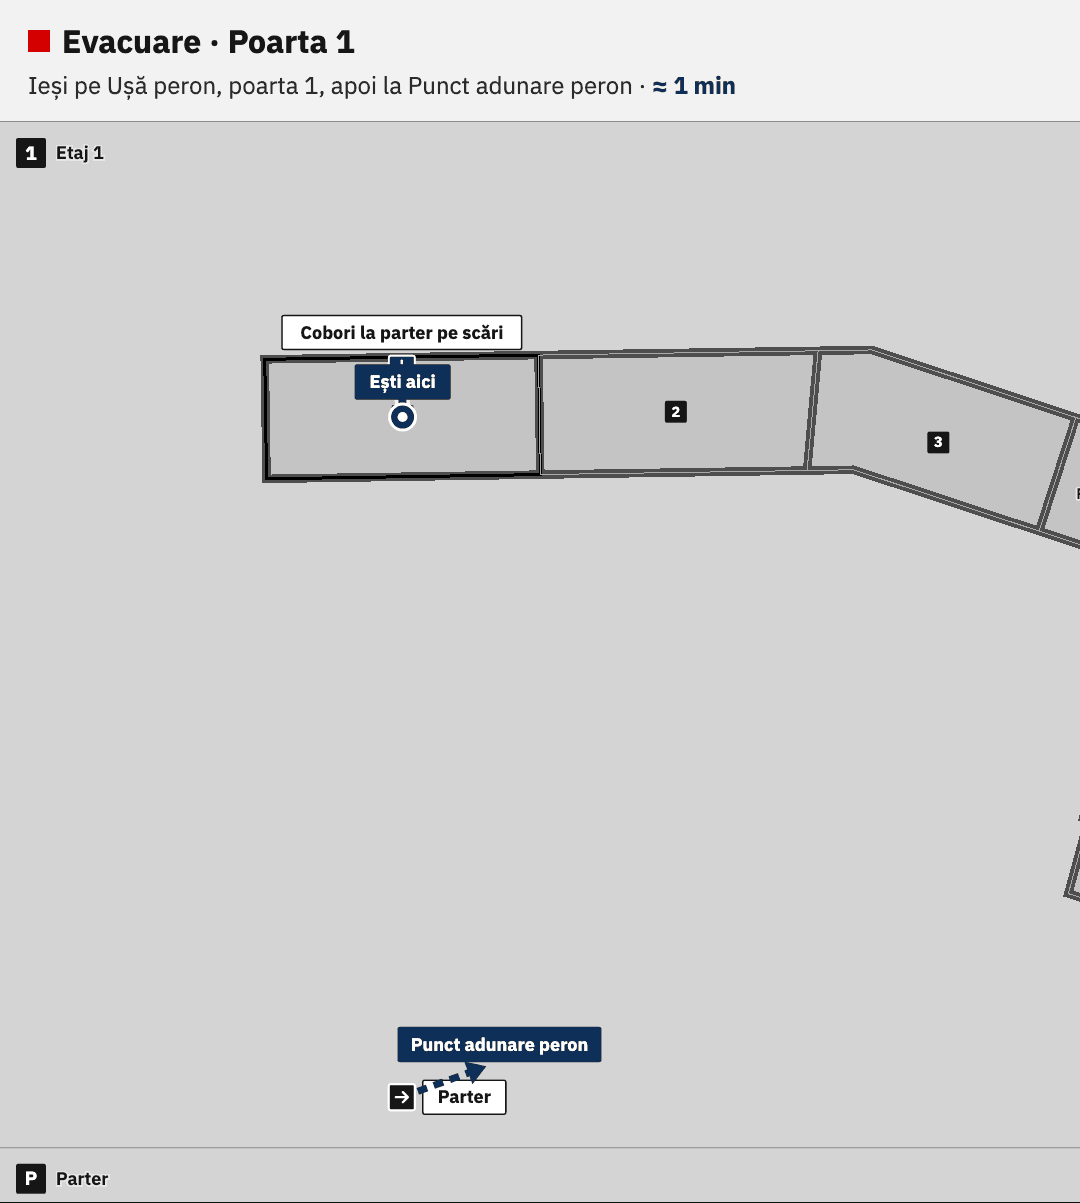 Evacuare · Poarta 1
Ieși pe Ușă peron, poarta 1, apoi la Punct adunare peron · ≈ 1 min
1 Etaj 1
Cobori la parter pe scări
Ești aici
2
3
Punct adunare peron
→ Parter
P Parter